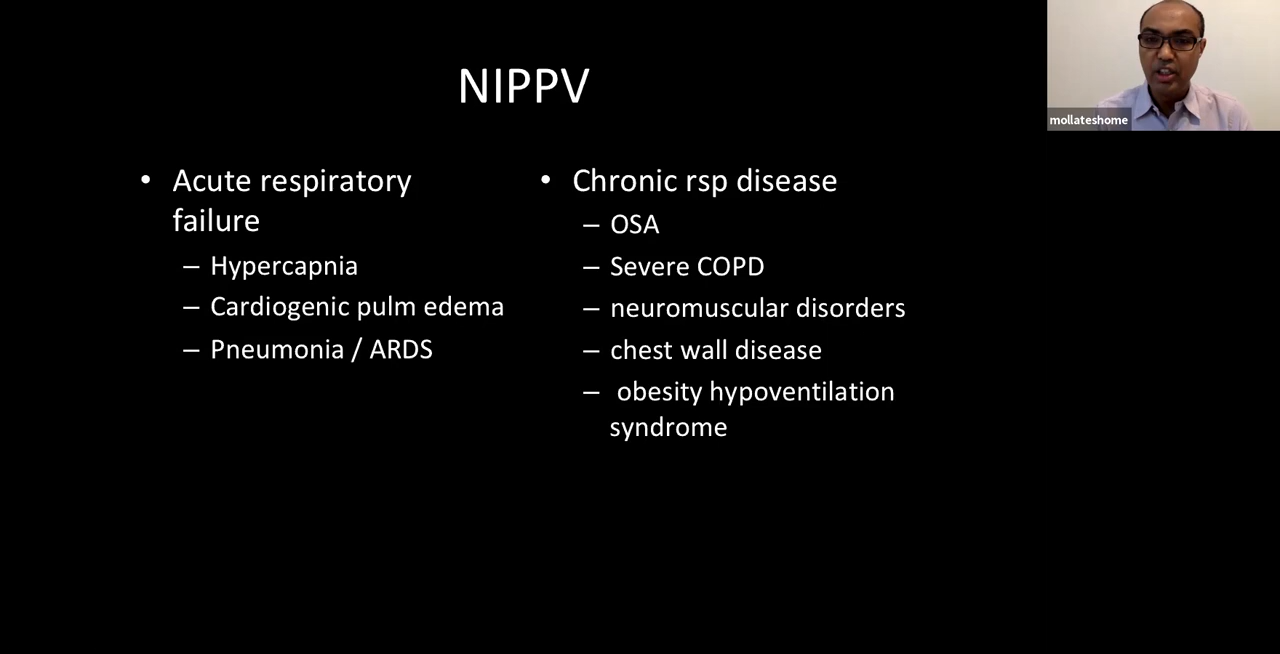 NIPPV
mollateshome
• Acute respiratory
failure
– Hypercapnia
– Cardiogenic pulm edema
– Pneumonia / ARDS
• Chronic rsp disease
– OSA
– Severe COPD
– neuromuscular disorders
– chest wall disease
– obesity hypoventilation
syndrome